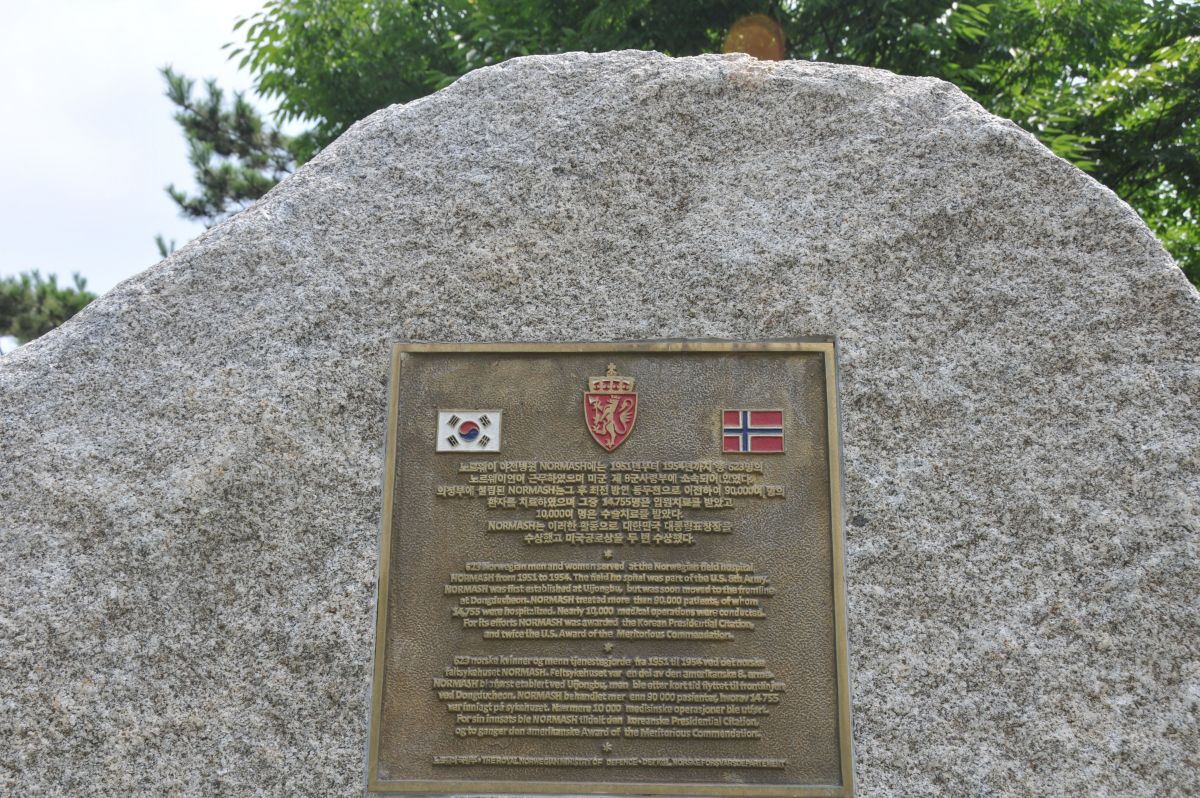 노르웨이 야전병원 NORMASH에는 1951년부터 1954년까지 총 623명의
노르웨이인이 근무하였으며 미군 제 8군사령부에 소속되어 있었다.
의정부에 설립된 NORMASH는 그 후 최전방인 동두천으로 이전하여 90,000여 명의
환자를 치료하였으며 그중 14,755명은 입원치료를 받았고
10,000여 명은 수술치료를 받았다.
NORMASH는 이러한 활동으로 대한민국 대통령표창장을
수상했고 미국공로상을 두 번 수상했다.
*
623 Norwegian men and women served at the Norwegian field hospital,
NORMASH from 1951 to 1954. The field hospital was part of the U.S. 8th Army.
NORMASH was first established at Uijongbu, but was soon moved to the frontline
at Dongducheon. NORMASH treated more than 90.000 patients, of whom
14.755 were hospitalized. Nearly 10,000 medical operations were conducted.
For its efforts NORMASH was awarded the Korean Presidential Citation,
and twice the U.S. Award of the Meritorious Commendation.
*
623 norske kvinner og menn tjenestegjorde fra 1951 til 1954 ved det norske
feltsykehuset NORMASH. Feltsykehuset var en del av den amerikanske 8. armé.
NORMASH ble først etablert ved Uijongbu, men ble etter kort tid flyttet til frontlinjen
ved Dongducheon. NORMASH behandlet mer enn 90 000 pasienter, hvorav 14 755
var innlagt på sykehuset. Nærmere 10 000 medisinske operasjoner ble utført.
For sin innsats ble NORMASH tildelt den koreanske Presidential Citation,
og to ganger den amerikanske Award of the Meritorious Commendation.
*
THE ROYAL NORWEGIAN MINISTRY OF DEFENCE • DET KGL. NORSKE FORSVARSDEPARTEMENT